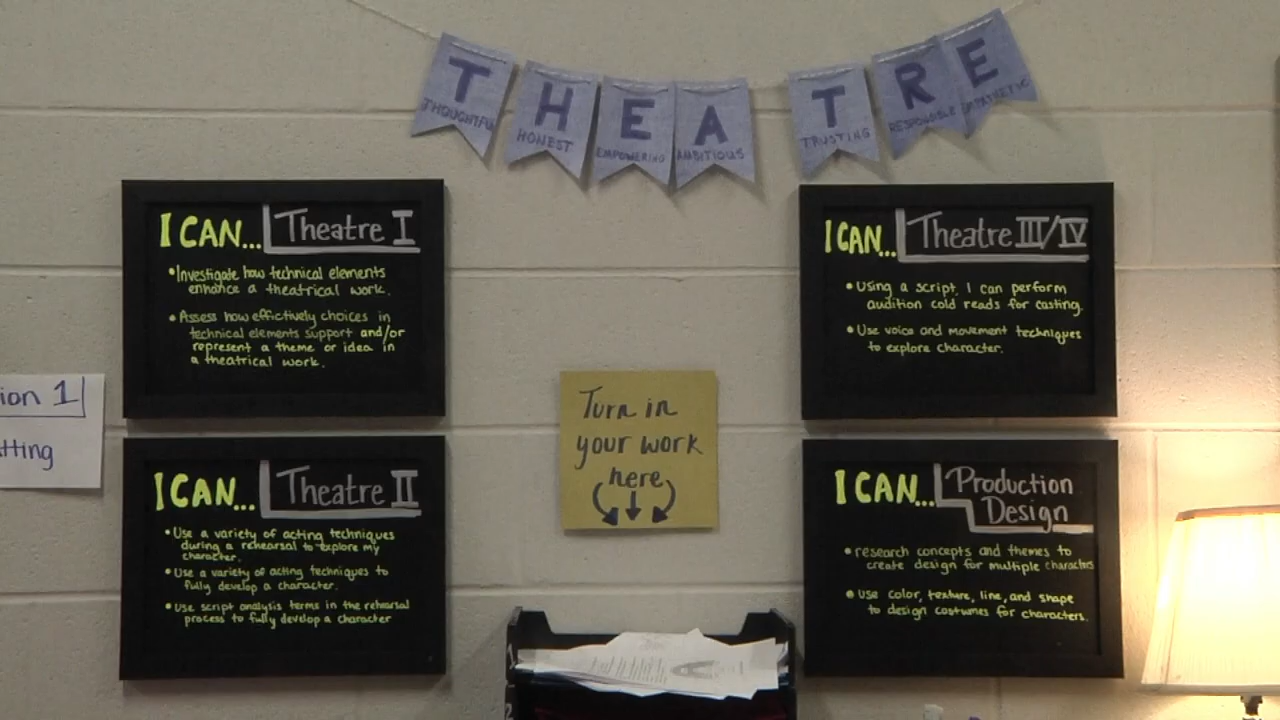 T H E A T R E
THOUGHTFUL HONEST EMPOWERING AMBITIOUS TRUSTING RESPONSIBLE EMPATHETIC
I CAN... Theatre I
• Investigate how technical elements
enhance a theatrical work.
• Assess how effictively choices in
technical elements support and/or
represent a theme or idea in
a theatrical work.
I CAN... Theatre III/IV
• Using a script, I can perform
audition cold reads for casting.
• Use voice and movement techniques
to explore character.
ion 1
tting
Turn in
your work
here
I CAN... Theatre II
• Use a variety of acting techniques
during a rehearsal to explore my
character.
• Use a variety of acting techniques to
fully develop a character.
• Use script analysis terms in the rehearsal
process to fully develop a character
I CAN... Production
Design
• research concepts and themes to
create design for multiple characters
• Use color, texture, line, and shape
to design costumes for characters.